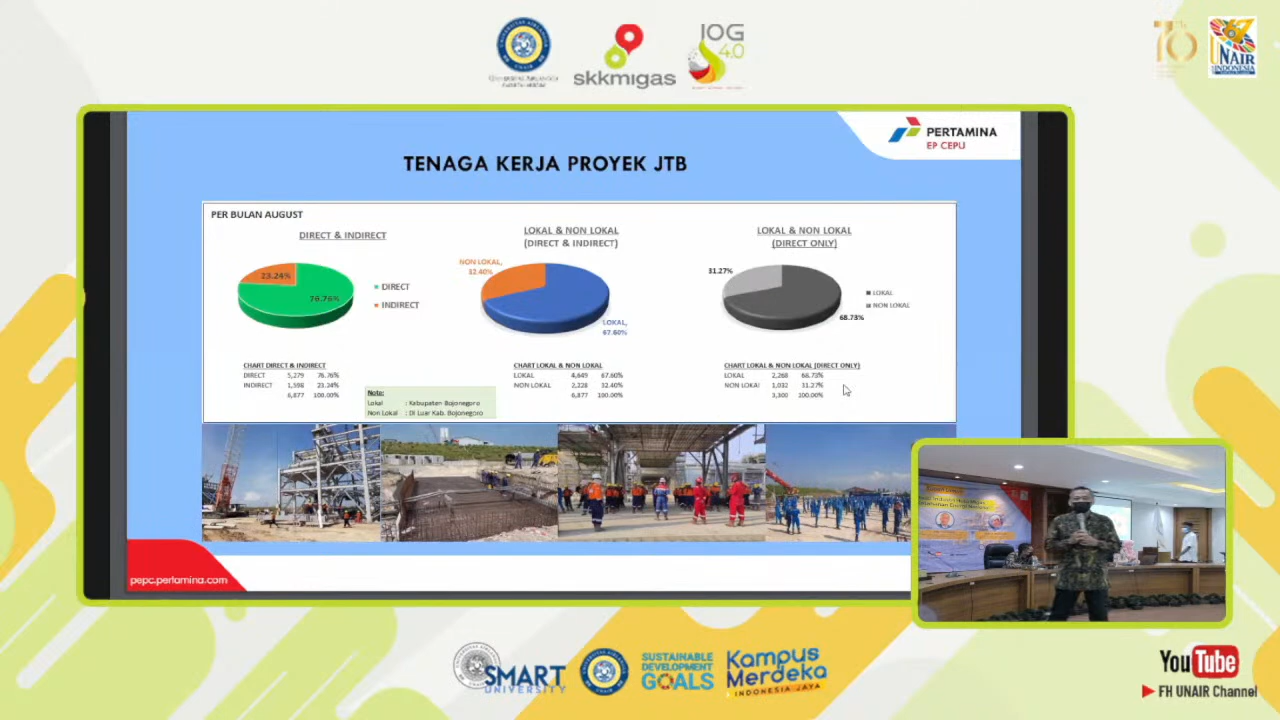 UNIVERSITAS AIRLANGGA
skkmigas
IOG
4.0
10
UNAIR
INDONESIA
PERTAMINA
EP CEPU
TENAGA KERJA PROYEK JTB
PER BULAN AUGUST
DIRECT & INDIRECT
23.24%
76.76%
DIRECT
INDIRECT
LOKAL & NON LOKAL
(DIRECT & INDIRECT)
NON LOKAL,
32.40%
LOKAL,
67.60%
LOKAL & NON LOKAL
(DIRECT ONLY)
31.27%
68.73%
LOKAL
NON LOKAL
CHART DIRECT & INDIRECT
DIRECT 5,279 76.76%
INDIRECT 1,598 23.24%
6,877 100.00%
Note:
Lokal : Kabupaten Bojonegoro
Non Lokal : Di Luar Kab. Bojonegoro
CHART LOKAL & NON LOKAL
LOKAL 4,649 67.60%
NON LOKAL 2,228 32.40%
6,877 100.00%
CHART LOKAL & NON LOKAL (DIRECT ONLY)
LOKAL 2,268 68.73%
NON LOKAL 1,032 31.27%
3,300 100.00%
pepc.pertamina.com
SMART
UNIVERSITY
SUSTAINABLE
DEVELOPMENT
GOALS
Kampus
Merdeka
INDONESIA JAYA
YouTube
FH UNAIR Channel